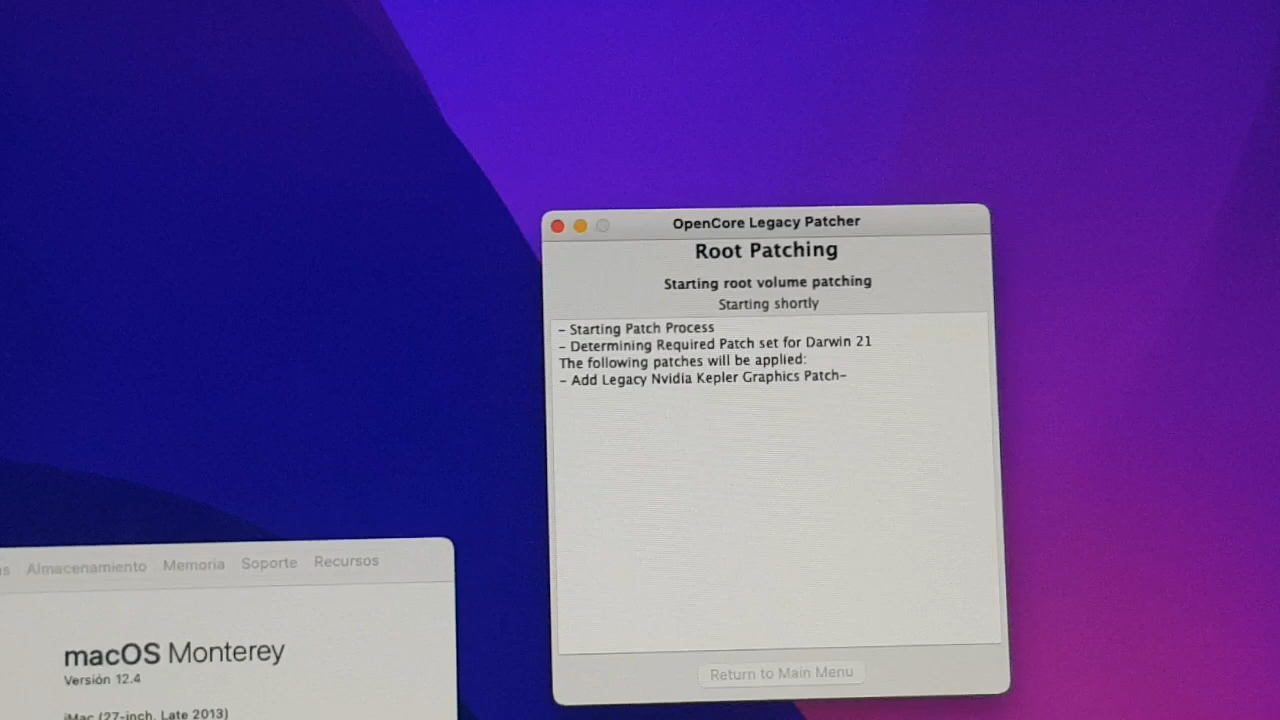 OpenCore Legacy Patcher
Root Patching
Starting root volume patching
Starting shortly
- Starting Patch Process
- Determining Required Patch set for Darwin 21
The following patches will be applied:
- Add Legacy Nvidia Kepler Graphics Patch-
Return to Main Menu
Almacenamiento Memoria Soporte Recursos
macOS Monterey
Versión 12.4
iMac (27-inch, Late 2013)